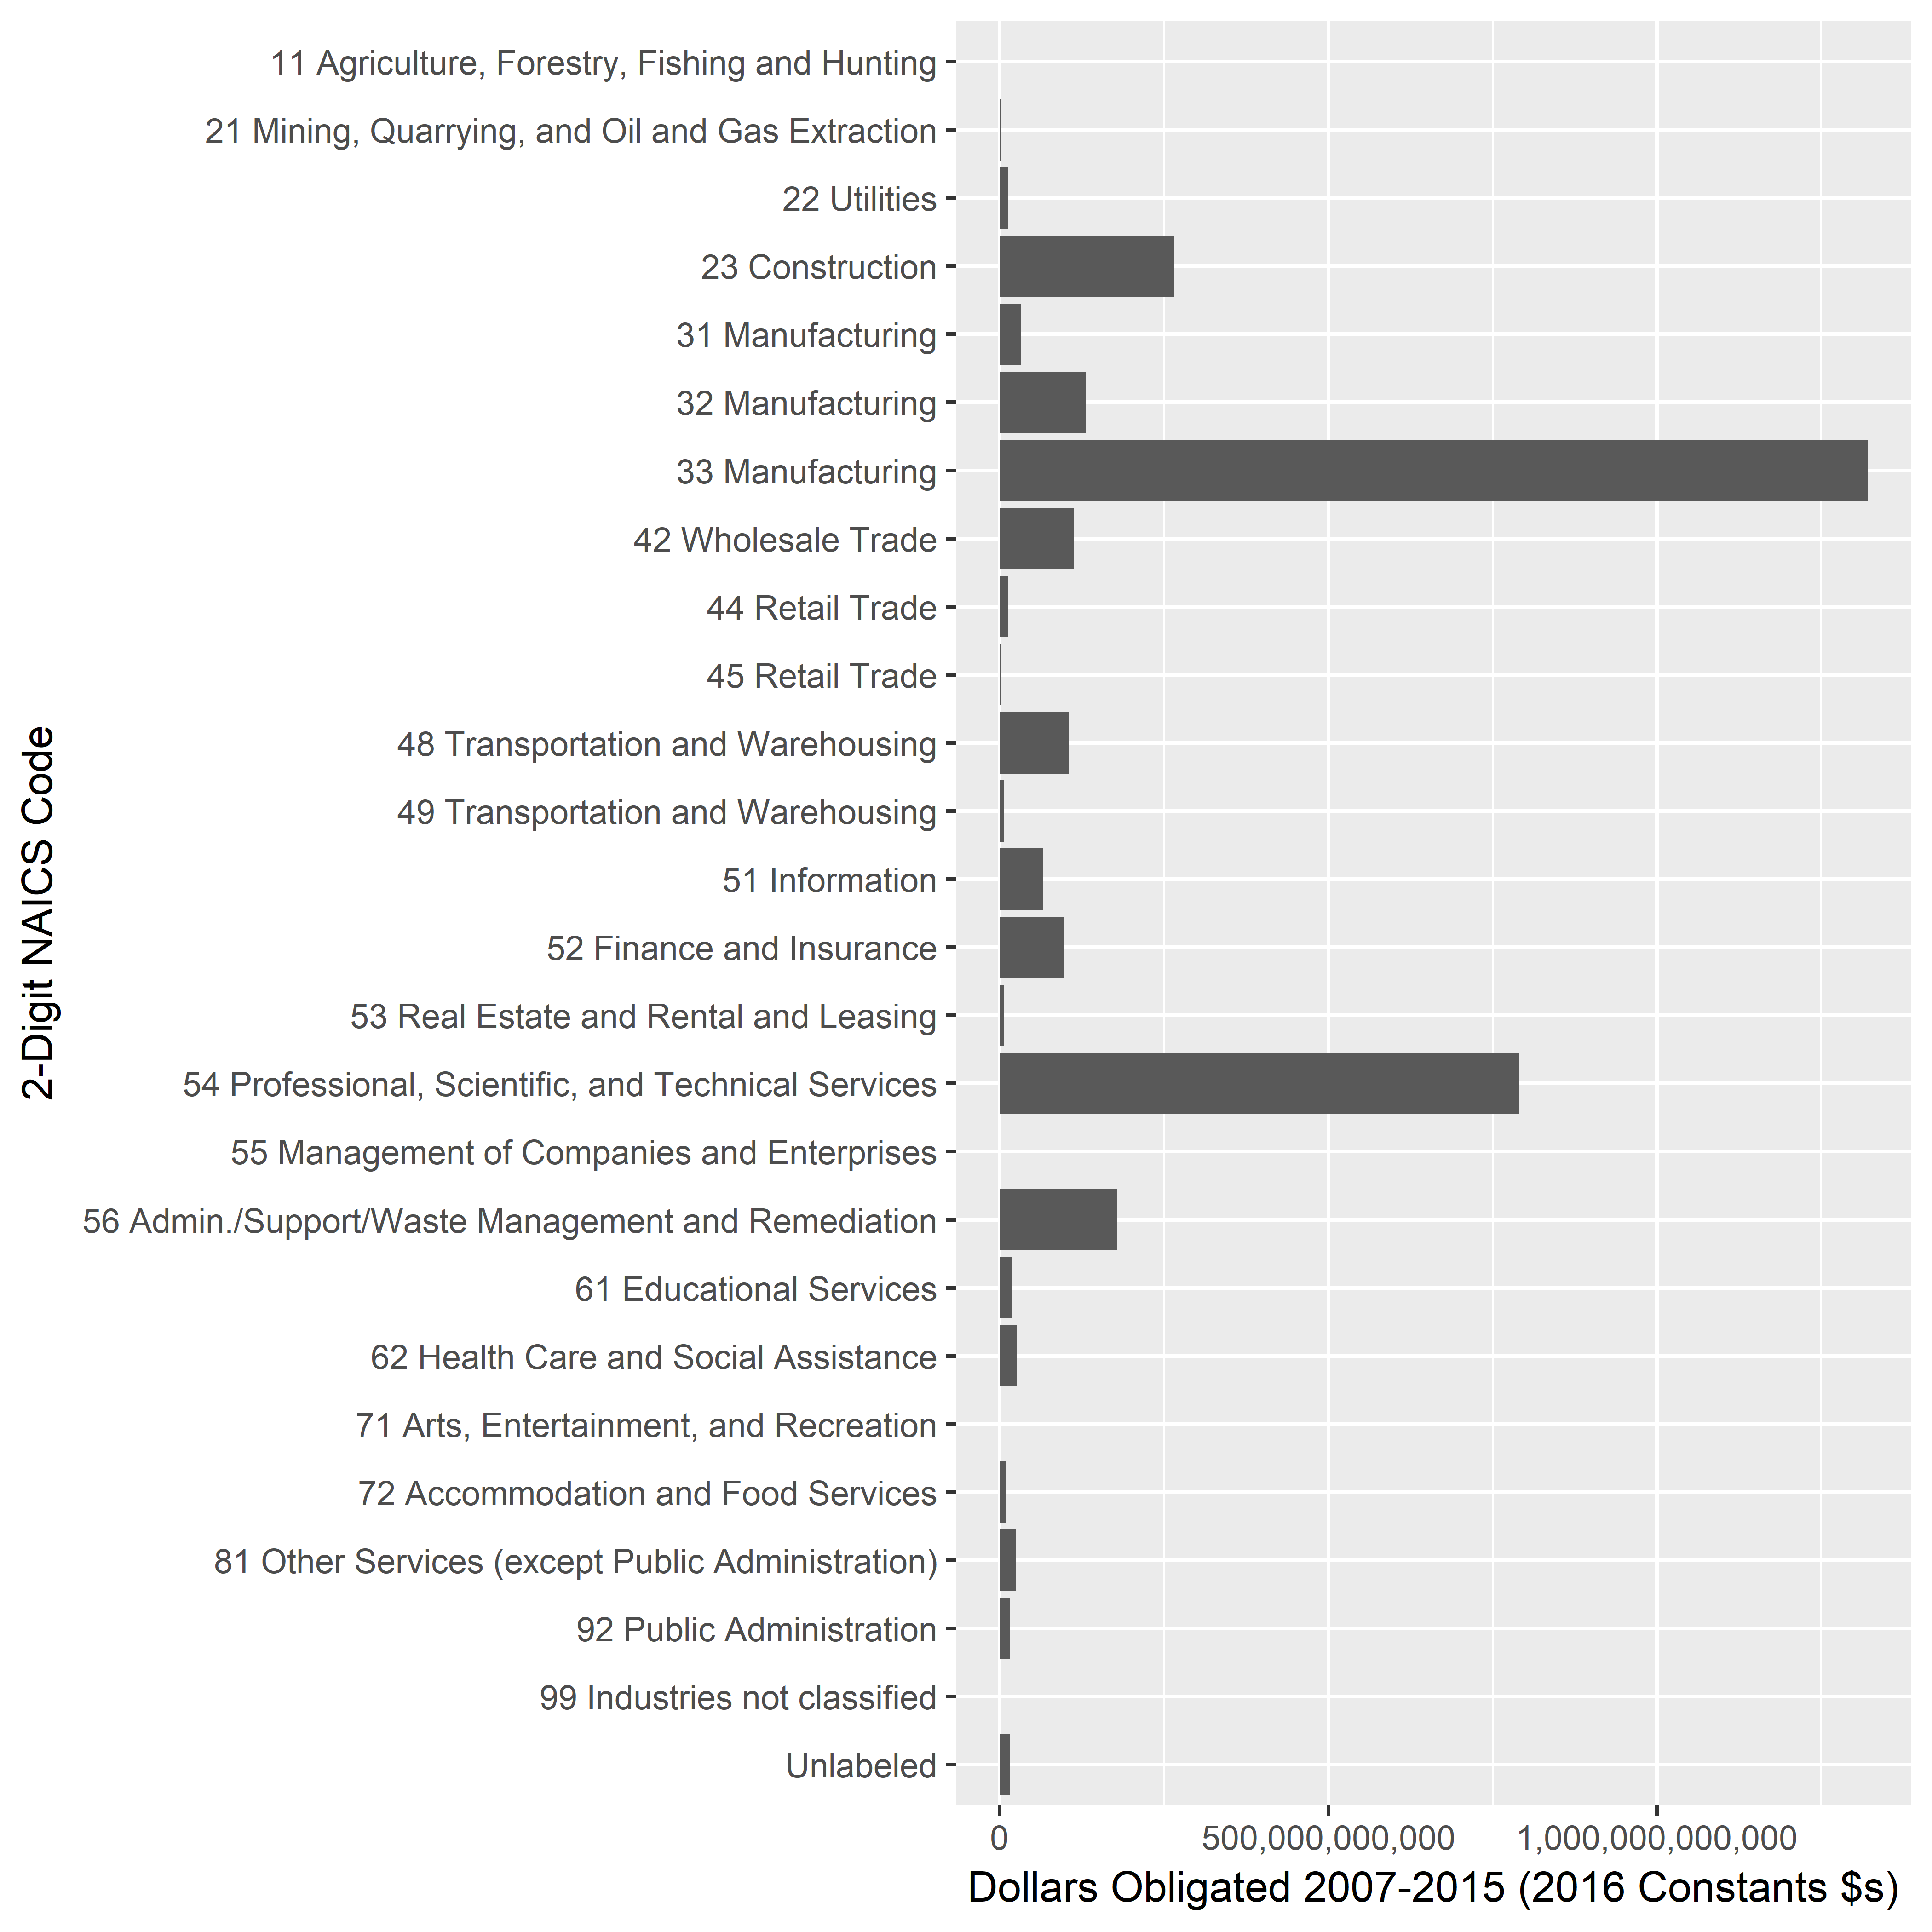 11 Agriculture, Forestry, Fishing and Hunting
21 Mining, Quarrying, and Oil and Gas Extraction
22 Utilities
23 Construction
31 Manufacturing
32 Manufacturing
33 Manufacturing
42 Wholesale Trade
44 Retail Trade
45 Retail Trade
48 Transportation and Warehousing
49 Transportation and Warehousing
51 Information
52 Finance and Insurance
53 Real Estate and Rental and Leasing
54 Professional, Scientific, and Technical Services
55 Management of Companies and Enterprises
56 Admin./Support/Waste Management and Remediation
61 Educational Services
62 Health Care and Social Assistance
71 Arts, Entertainment, and Recreation
72 Accommodation and Food Services
81 Other Services (except Public Administration)
92 Public Administration
99 Industries not classified
Unlabeled
2-Digit NAICS Code
0 500,000,000,000 1,000,000,000,000
Dollars Obligated 2007-2015 (2016 Constants $s)